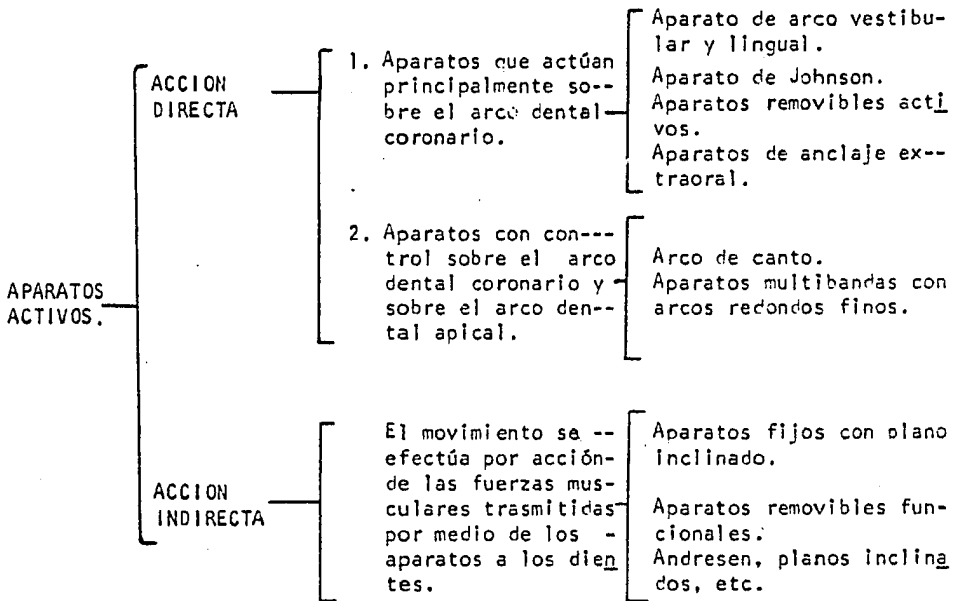 APARATOS
ACTIVOS.
ACCION
DIRECTA
1. Aparatos que actúan
principalmente so--
bre el arco dental
coronario.
Aparato de arco vestibu-
lar y lingual.
Aparato de Johnson.
Aparatos removibles acti
vos.
Aparatos de anclaje ex--
traoral.
2. Aparatos con con---
trol sobre el arco
dental coronario y
sobre el arco den--
tal apical.
Arco de canto.
Aparatos multibandas con
arcos redondos finos.
ACCION
INDIRECTA
El movimiento se --
efectúa por acción-
de las fuerzas mus-
culares trasmitidas
por medio de los -
aparatos a los dien
tes.
Aparatos fijos con plano
inclinado.
Aparatos removibles fun-
cionales.
Andresen, planos inclina
dos, etc.